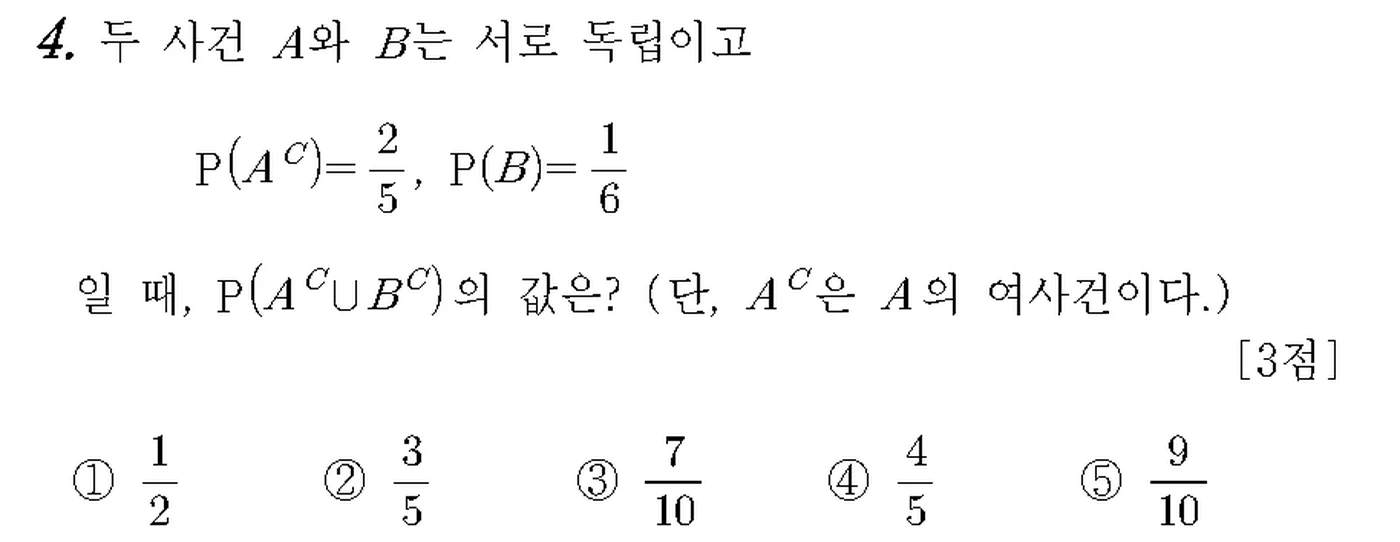 4. 두 사건 A와 B는 서로 독립이고
P(A^C)=2/5, P(B)=1/6
일 때, P(A^C∪B^C)의 값은? (단, A^C은 A의 여사건이다.)
[3점]
① 1/2 ② 3/5 ③ 7/10 ④ 4/5 ⑤ 9/10